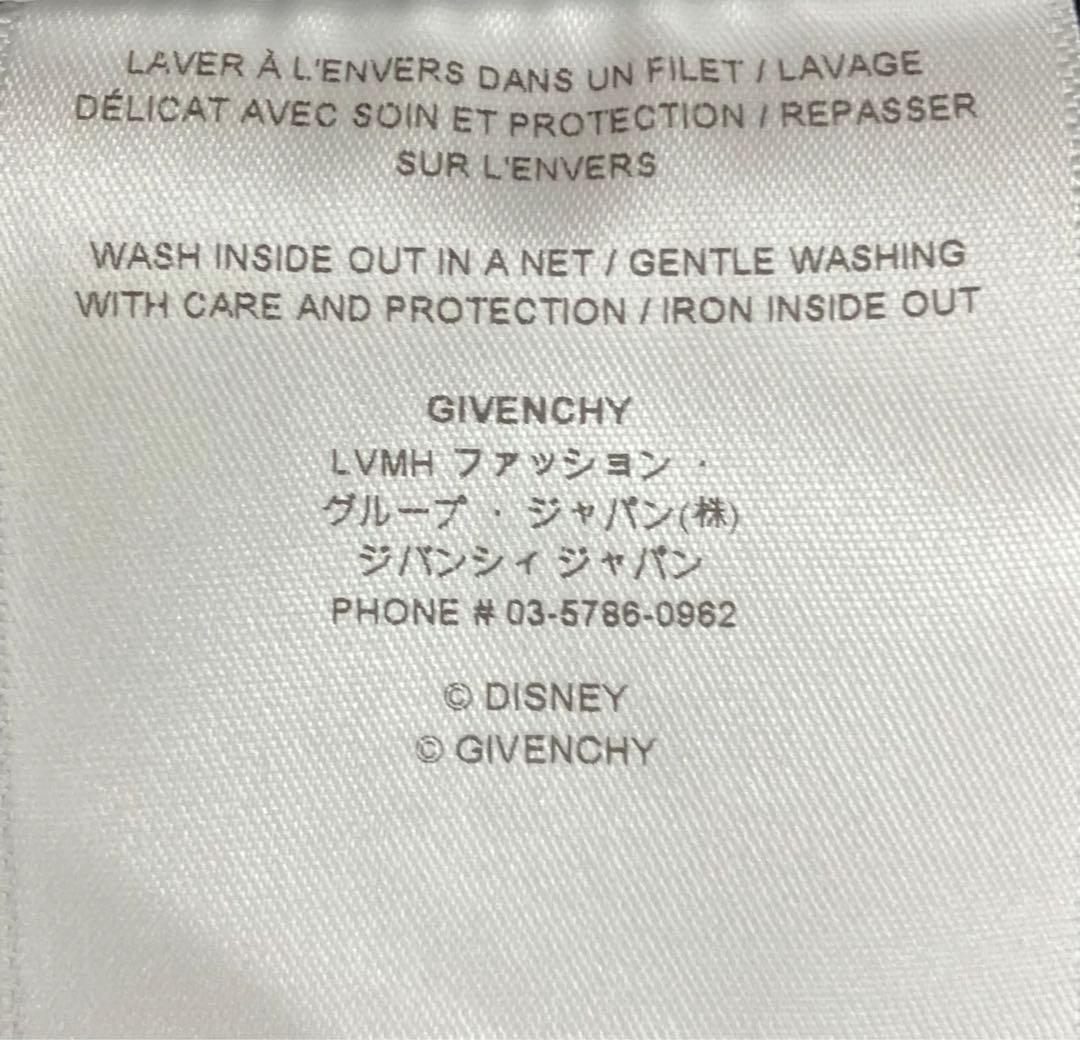 LAVER À L'ENVERS DANS UN FILET / LAVAGE
DÉLICAT AVEC SOIN ET PROTECTION / REPASSER
SUR L'ENVERS
WASH INSIDE OUT IN A NET / GENTLE WASHING
WITH CARE AND PROTECTION / IRON INSIDE OUT
GIVENCHY
LVMH ファッション ・
グループ ・ ジャパン(株)
ジバンシィ ジャパン
PHONE # 03-5786-0962
© DISNEY
© GIVENCHY